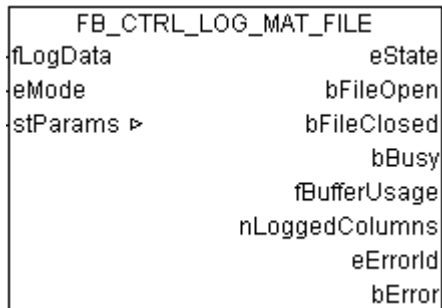 FB_CTRL_LOG_MAT_FILE
fLogData eState
eMode bFileOpen
stParams ▹ bFileClosed
bBusy
fBufferUsage
nLoggedColumns
eErrorId
bError